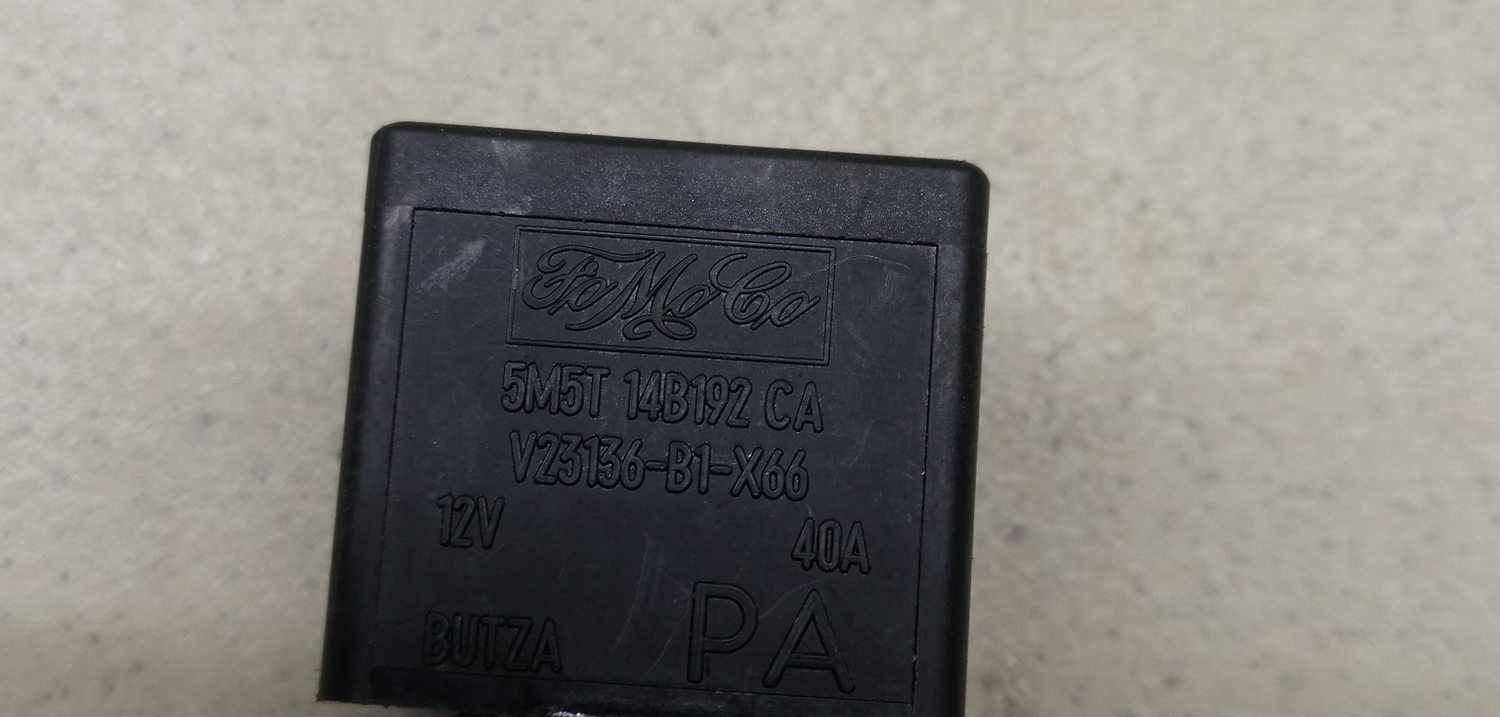 FoMoCo
5M5T 14B192 CA
V23136-B1-X66
12V 40A
BUTZA PA